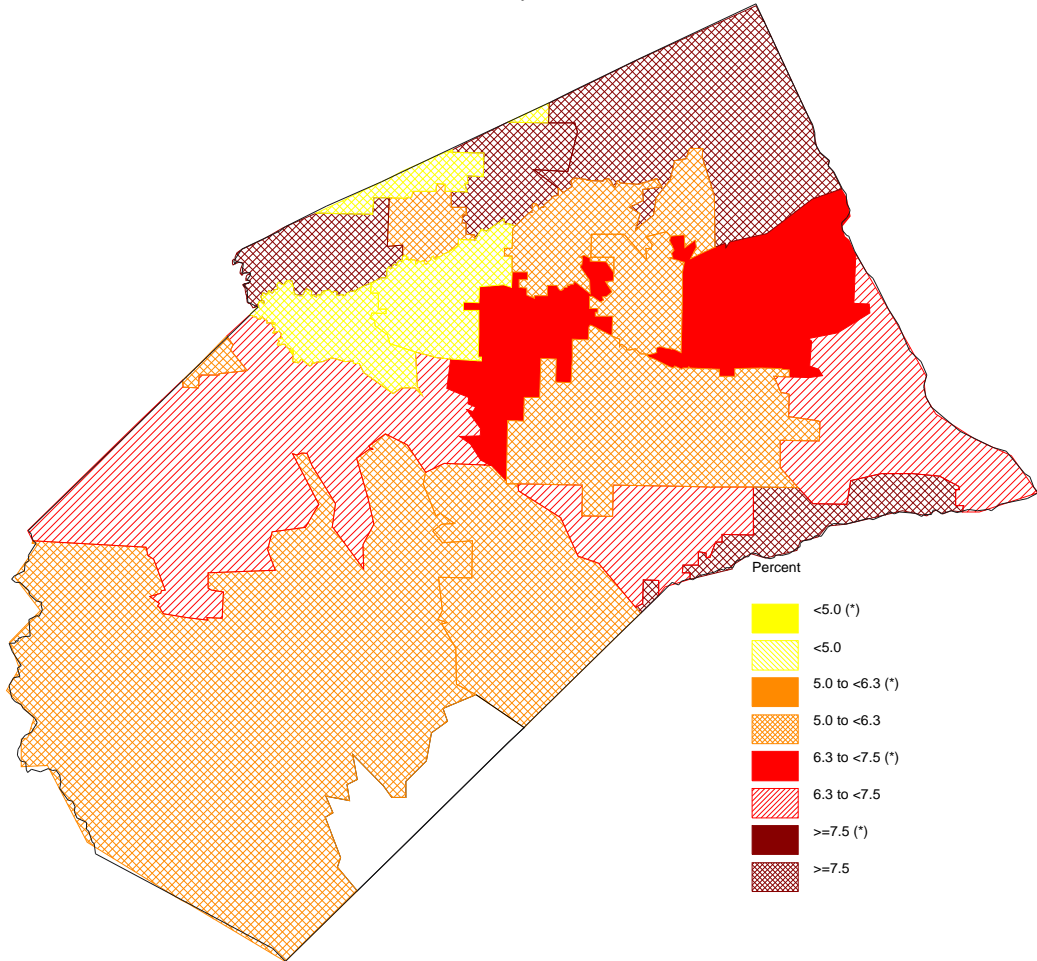 Percent
<5.0 (*)
<5.0
5.0 to <6.3 (*)
5.0 to <6.3
6.3 to <7.5 (*)
6.3 to <7.5
>=7.5 (*)
>=7.5